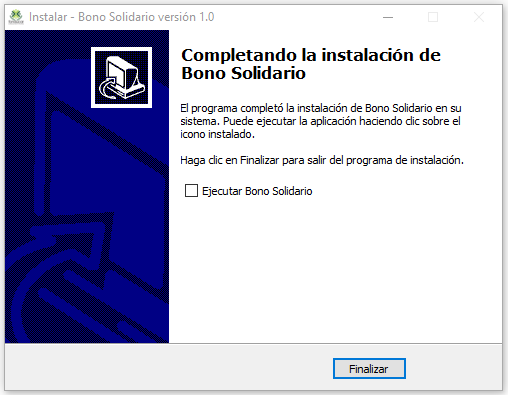 Instalar - Bono Solidario versión 1.0
Completando la instalación de
Bono Solidario
El programa completó la instalación de Bono Solidario en su
sistema. Puede ejecutar la aplicación haciendo clic sobre el
icono instalado.
Haga clic en Finalizar para salir del programa de instalación.
Ejecutar Bono Solidario
Finalizar